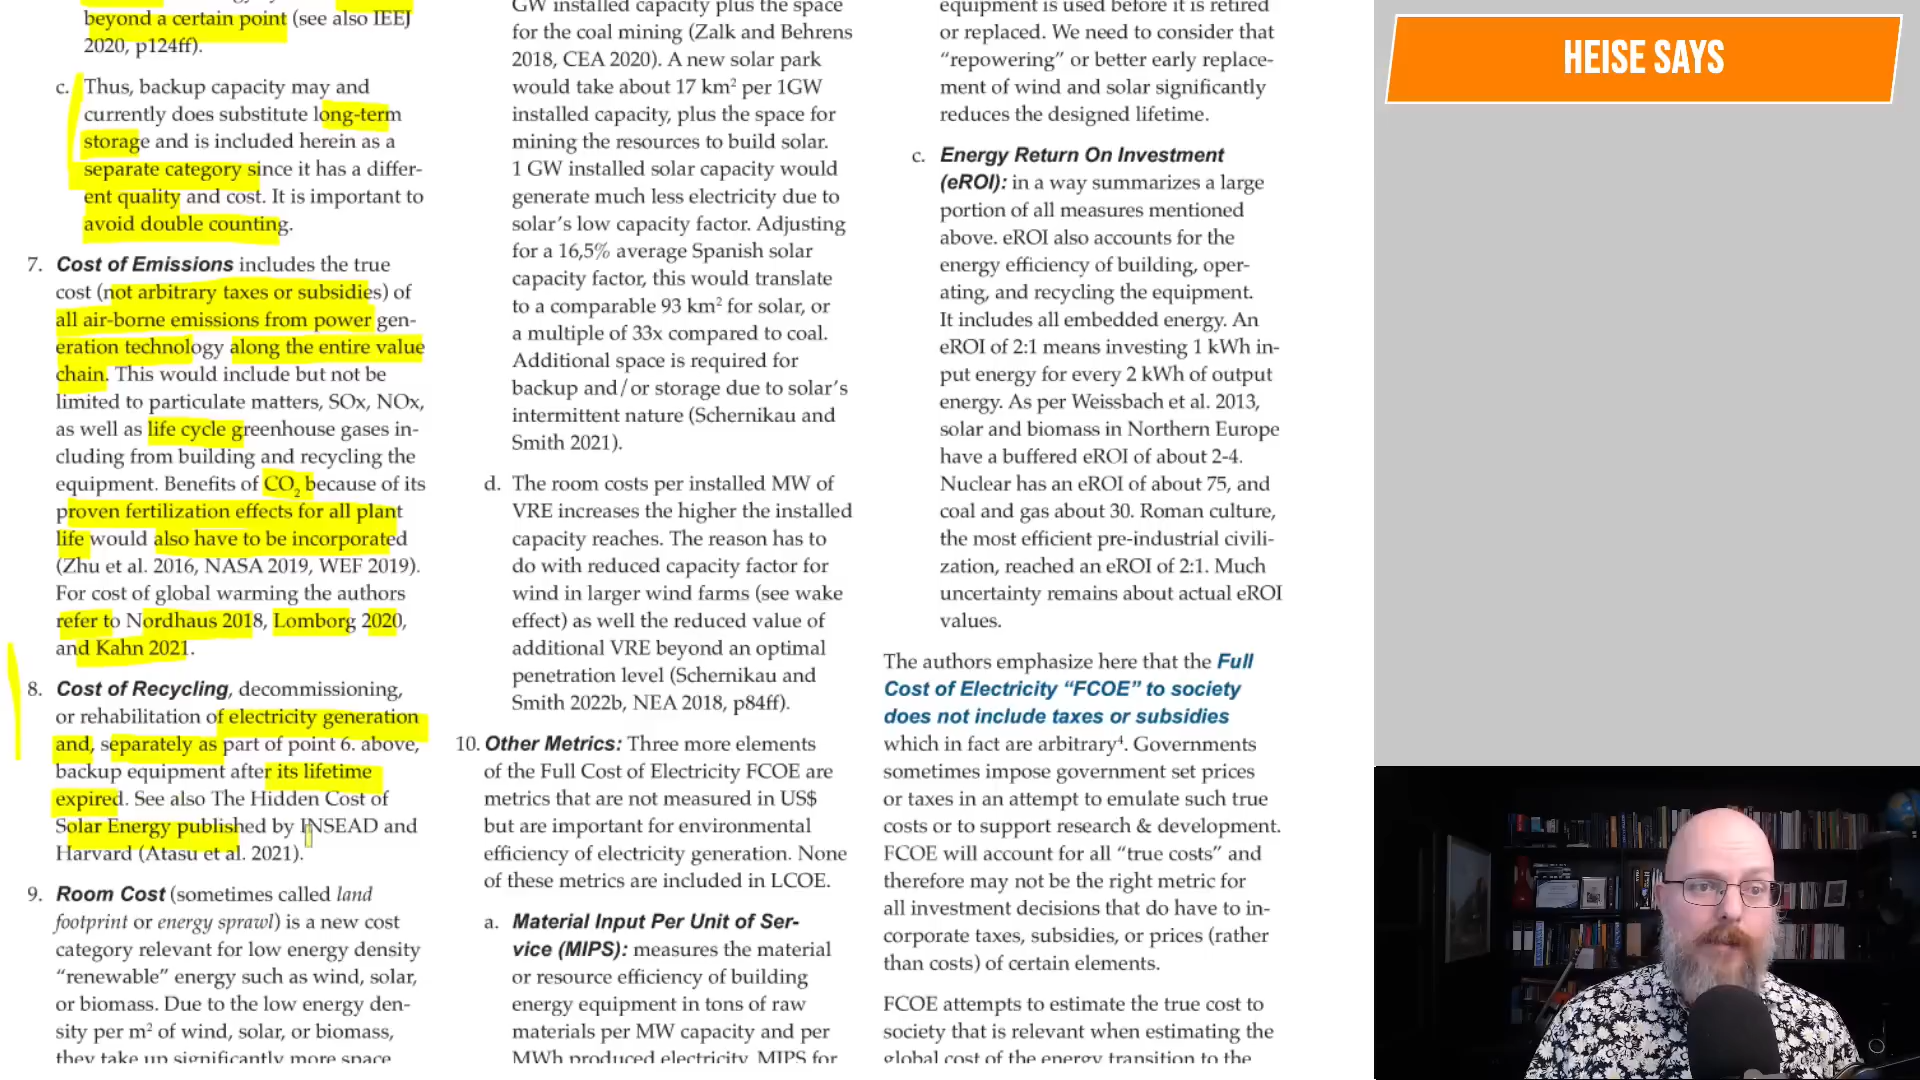 beyond a certain point (see also IEEJ
2020, p124ff).
c. Thus, backup capacity may and
currently does substitute long-term
storage and is included herein as a
separate category since it has a differ-
ent quality and cost. It is important to
avoid double counting.
7. Cost of Emissions includes the true
cost (not arbitrary taxes or subsidies) of
all air-borne emissions from power gen-
eration technology along the entire value
chain. This would include but not be
limited to particulate matters, SOx, NOx,
as well as life cycle greenhouse gases in-
cluding from building and recycling the
equipment. Benefits of CO₂ because of its
proven fertilization effects for all plant
life would also have to be incorporated
(Zhu et al. 2016, NASA 2019, WEF 2019).
For cost of global warming the authors
refer to Nordhaus 2018, Lomborg 2020,
and Kahn 2021.
8. Cost of Recycling, decommissioning,
or rehabilitation of electricity generation
and, separately as part of point 6. above,
backup equipment after its lifetime
expired. See also The Hidden Cost of
Solar Energy published by INSEAD and
Harvard (Atasu et al. 2021).
9. Room Cost (sometimes called land
footprint or energy sprawl) is a new cost
category relevant for low energy density
“renewable” energy such as wind, solar,
or biomass. Due to the low energy den-
sity per m² of wind, solar, or biomass,
they take up significantly more space
GW installed capacity plus the space
for the coal mining (Zalk and Behrens
2018, CEA 2020). A new solar park
would take about 17 km² per 1GW
installed capacity, plus the space for
mining the resources to build solar.
1 GW installed solar capacity would
generate much less electricity due to
solar’s low capacity factor. Adjusting
for a 16,5% average Spanish solar
capacity factor, this would translate
to a comparable 93 km² for solar, or
a multiple of 33x compared to coal.
Additional space is required for
backup and/or storage due to solar’s
intermittent nature (Schernikau and
Smith 2021).
d. The room costs per installed MW of
VRE increases the higher the installed
capacity reaches. The reason has to
do with reduced capacity factor for
wind in larger wind farms (see wake
effect) as well the reduced value of
additional VRE beyond an optimal
penetration level (Schernikau and
Smith 2022b, NEA 2018, p84ff).
10. Other Metrics: Three more elements
of the Full Cost of Electricity FCOE are
metrics that are not measured in US$
but are important for environmental
efficiency of electricity generation. None
of these metrics are included in LCOE.
a. Material Input Per Unit of Ser-
vice (MIPS): measures the material
or resource efficiency of building
energy equipment in tons of raw
materials per MW capacity and per
MWh produced electricity. MIPS for
equipment is used before it is retired
or replaced. We need to consider that
“repowering” or better early replace-
ment of wind and solar significantly
reduces the designed lifetime.
c. Energy Return On Investment
(eROI): in a way summarizes a large
portion of all measures mentioned
above. eROI also accounts for the
energy efficiency of building, oper-
ating, and recycling the equipment.
It includes all embedded energy. An
eROI of 2:1 means investing 1 kWh in-
put energy for every 2 kWh of output
energy. As per Weissbach et al. 2013,
solar and biomass in Northern Europe
have a buffered eROI of about 2-4.
Nuclear has an eROI of about 75, and
coal and gas about 30. Roman culture,
the most efficient pre-industrial civili-
zation, reached an eROI of 2:1. Much
uncertainty remains about actual eROI
values.
The authors emphasize here that the Full
Cost of Electricity “FCOE” to society
does not include taxes or subsidies
which in fact are arbitrary⁴. Governments
sometimes impose government set prices
or taxes in an attempt to emulate such true
costs or to support research & development.
FCOE will account for all “true costs” and
therefore may not be the right metric for
all investment decisions that do have to in-
corporate taxes, subsidies, or prices (rather
than costs) of certain elements.
FCOE attempts to estimate the true cost to
society that is relevant when estimating the
global cost of the energy transition to the
HEISE SAYS